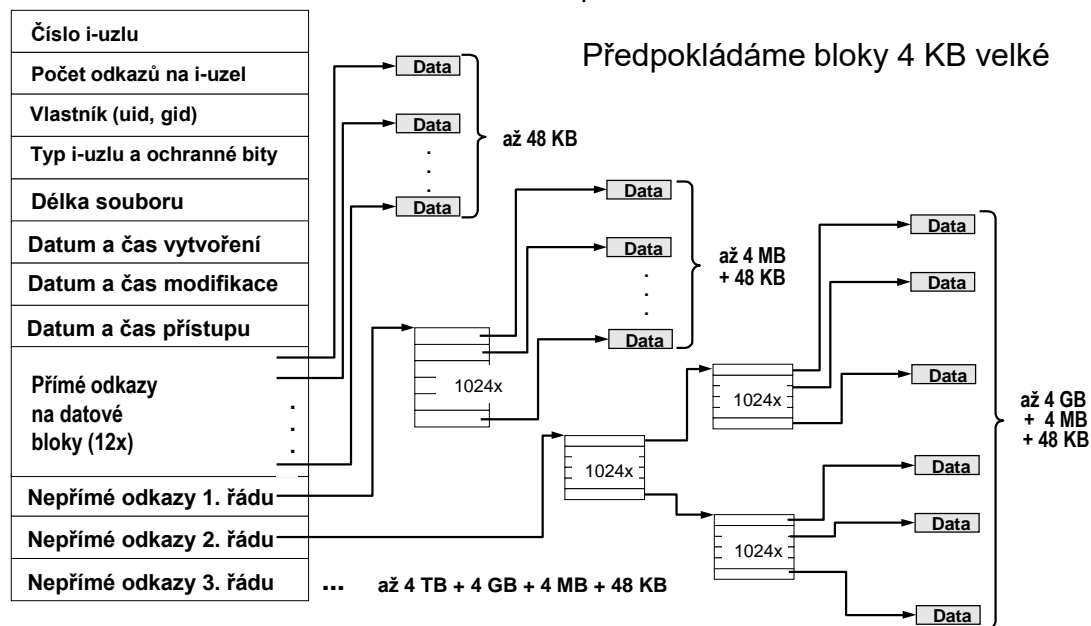 Předpokládáme bloky 4 KB velké
Číslo i-uzlu
Počet odkazů na i-uzel
Vlastník (uid, gid)
Typ i-uzlu a ochranné bity
Délka souboru
Datum a čas vytvoření
Datum a čas modifikace
Datum a čas přístupu
Přímé odkazy
na datové
bloky (12x)
Nepřímé odkazy 1. řádu
Nepřímé odkazy 2. řádu
Nepřímé odkazy 3. řádu
... až 4 TB + 4 GB + 4 MB + 48 KB
Data
Data
Data
až 48 KB
1024x
Data
Data
Data
až 4 MB
+ 48 KB
1024x
1024x
1024x
Data
Data
Data
Data
Data
Data
až 4 GB
+ 4 MB
+ 48 KB